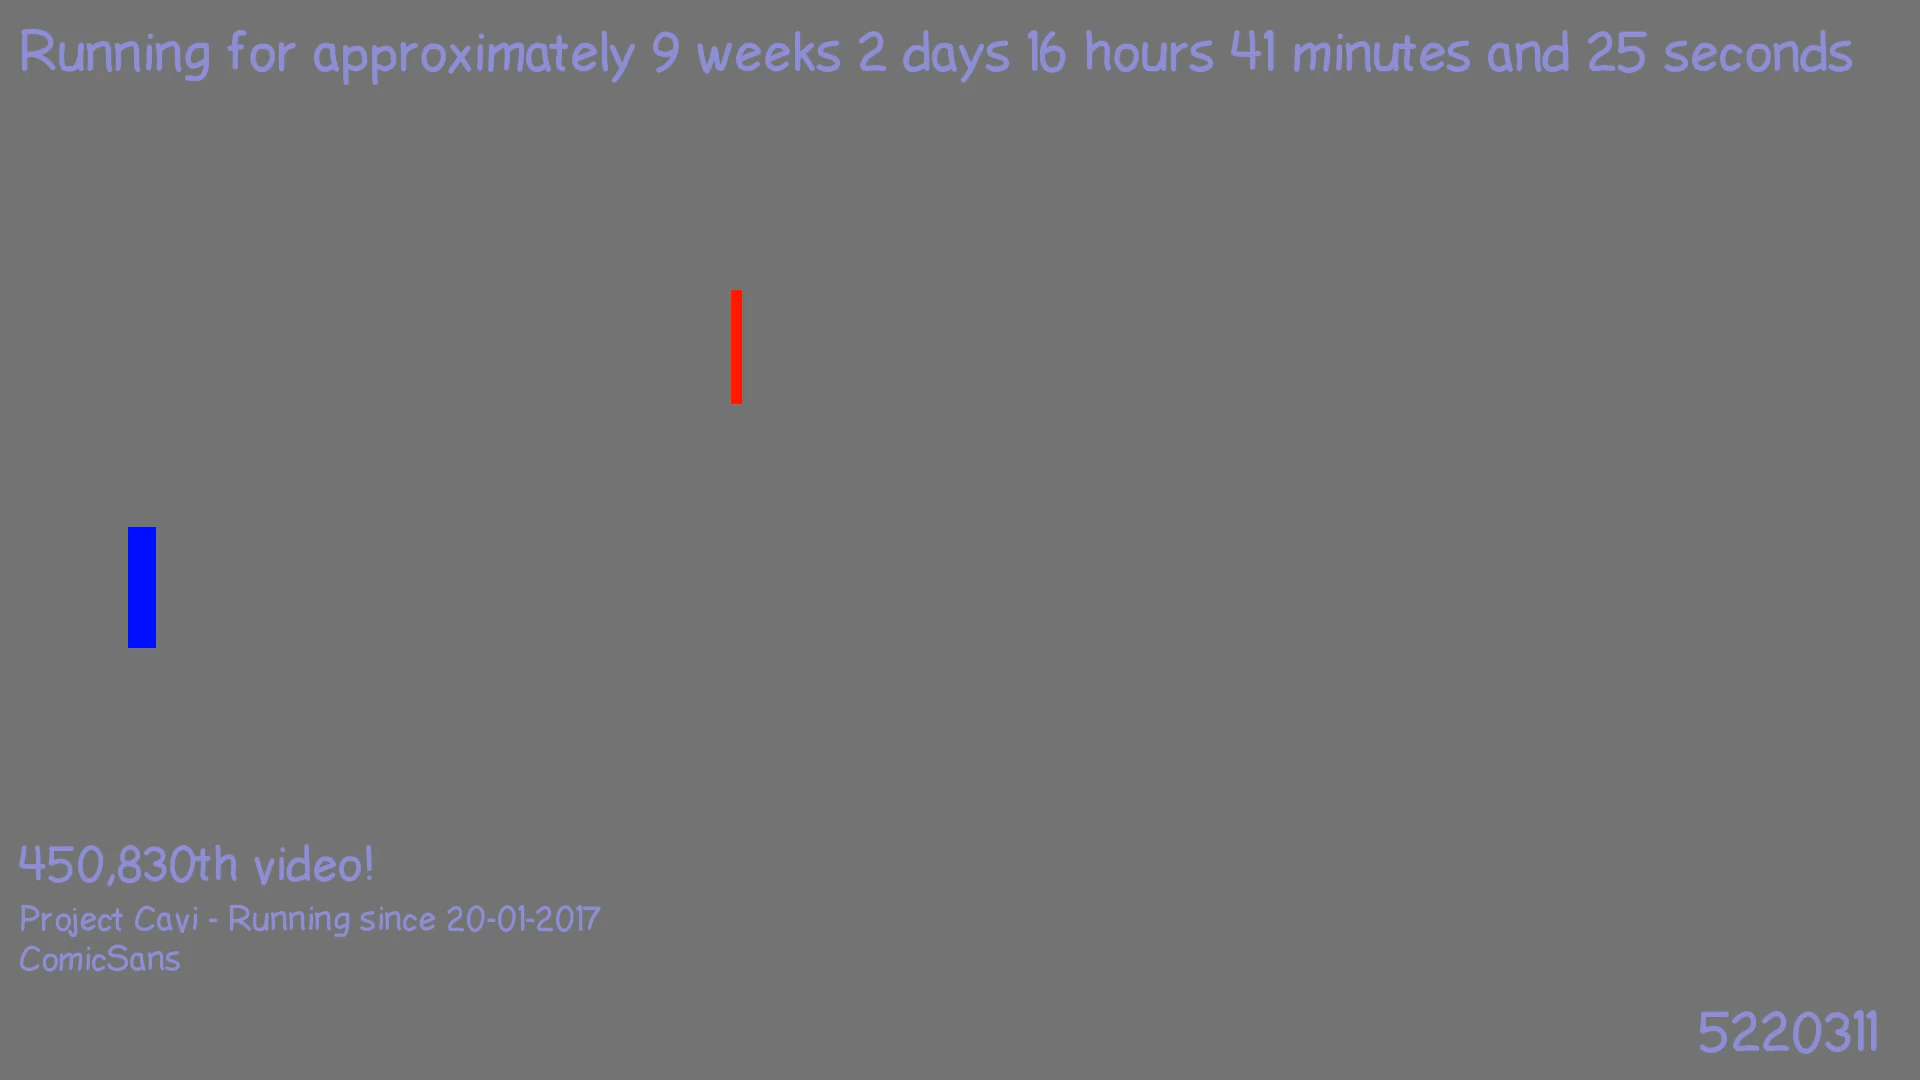 Running for approximately 9 weeks 2 days 16 hours 41 minutes and 25 seconds
450,830th video!
Project Cavi - Running since 20-01-2017
ComicSans
5220311